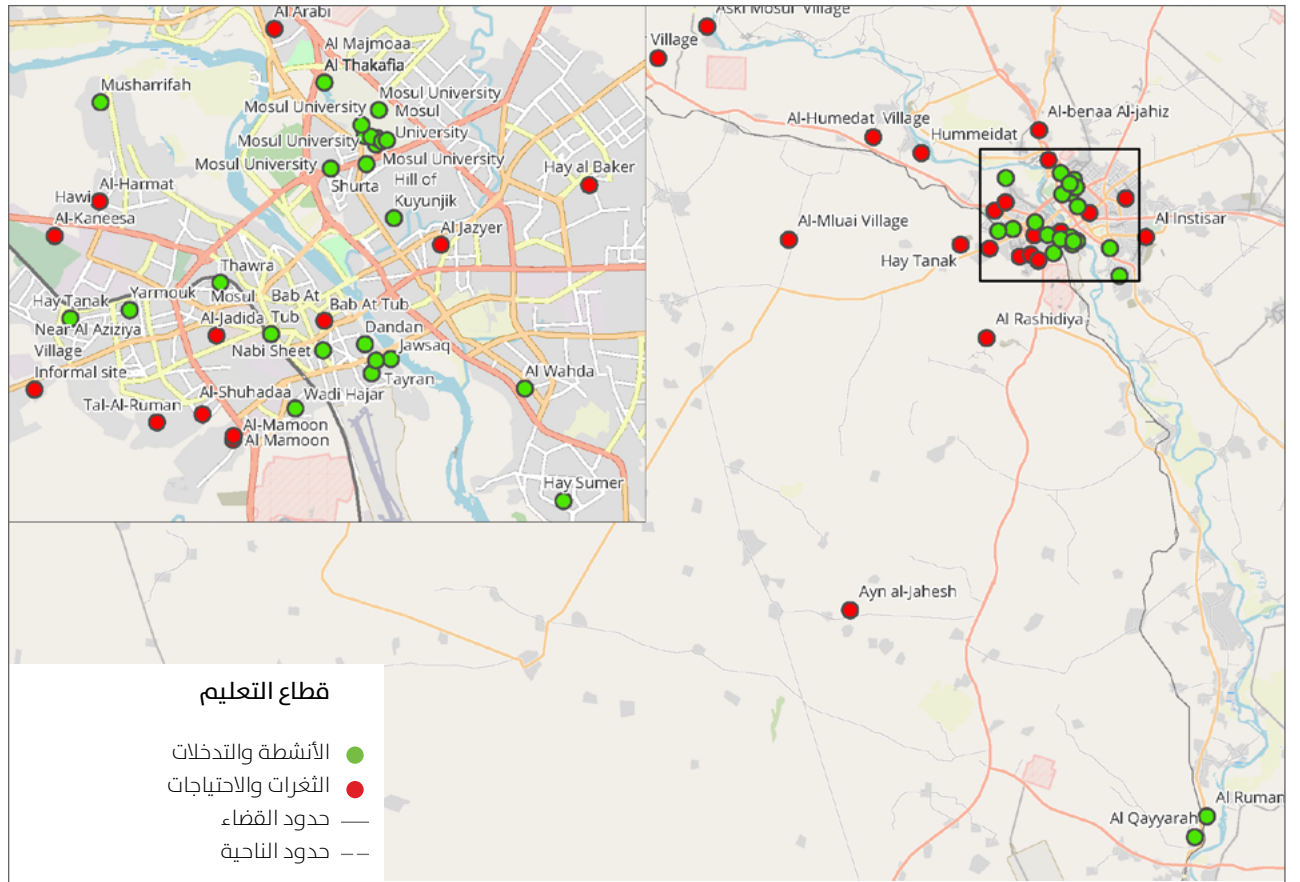 Al Arabi
Al Majmoaa
Al Thakafia
Musharrifah
Mosul University
Mosul University
Mosul
University
Mosul University
Mosul University
Mosul University
Shurta
Hill of
Kuyunjik
Hay al Baker
Al-Harmat
Hawi
Al-Kaneesa
Al Jazyer
Thawra
Hay Tanak
Yarmouk
Mosul
Al-Jadida
Bab At
Tub
Bab At Tub
Near Al Aziziya
Village
Informal site
Dandan
Nabi Sheet
Jawsaq
Tayran
Al Wahda
Tal-Al-Ruman
Al-Shuhadaa
Wadi Hajar
Al-Mamoon
Al Mamoon
Hay Sumer
Aski Mosul Village
Village
Al-Humedat Village
Hummeidat
Al-benaa Al-jahiz
Al-Mluai Village
Al Instisar
Hay Tanak
Al Rashidiya
Ayn al-Jahesh
Al Ruman
Al Qayyarah
قطاع التعليم
الأنشطة والتدخلات
الثغرات والاحتياجات
حدود القضاء
حدود الناحية